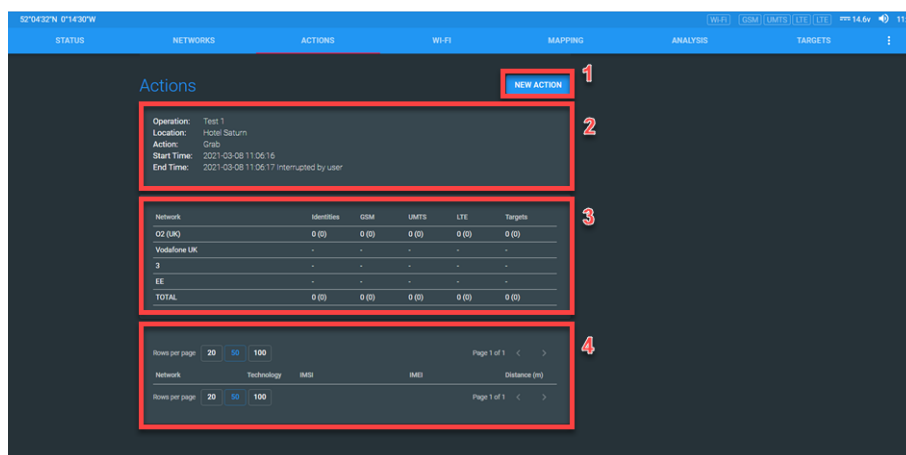 52°04'32"N 0°14'30"W Wi-Fi GSM UMTS LTE LTE 14.6v 11
STATUS NETWORKS ACTIONS WI-FI MAPPING ANALYSIS TARGETS
Actions NEW ACTION 1
2
Operation: Test 1
Location: Hotel Saturn
Action: Grab
Start Time: 2021-03-08 11:06:16
End Time: 2021-03-08 11:06:17 Interrupted by user
3
Network Identities GSM UMTS LTE Targets
O2 (UK) 0 (0) 0 (0) 0 (0) 0 (0) 0 (0)
Vodafone UK - - - - -
3 - - - - -
EE - - - - -
TOTAL 0 (0) 0 (0) 0 (0) 0 (0) 0 (0)
4
Rows per page 20 50 100 Page 1 of 1 < >
Network Technology IMSI IMEI Distance (m)
Rows per page 20 50 100 Page 1 of 1 < >